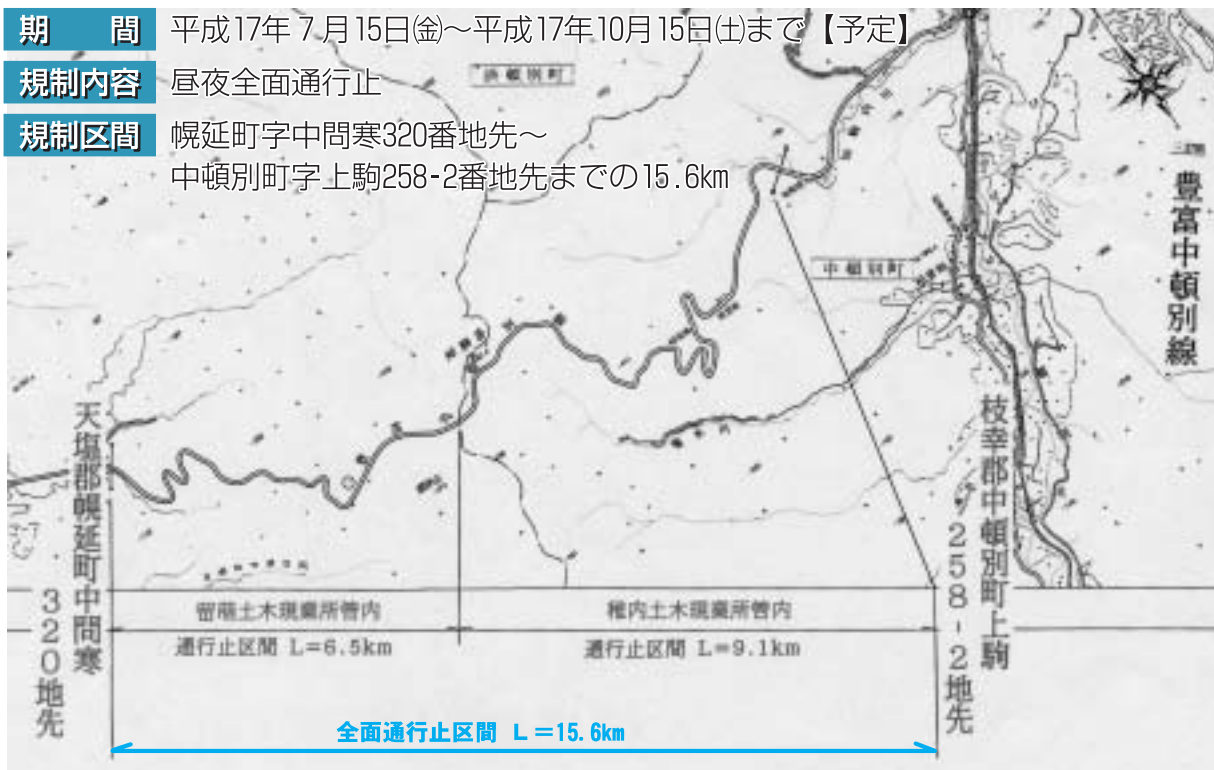 期　　間 平成17年7月15日㈮～平成17年10月15日㈯まで【予定】
規制内容 昼夜全面通行止
規制区間 幌延町字中問寒320番地先～
中頓別町字上駒258-2番地先までの15.6km
浜頓別町
豊富中頓別線
中頓別町
天塩郡幌延町中問寒
320地先
枝幸郡中頓別町上駒
258-2地先
留萌土木現業所管内
稚内土木現業所管内
通行止区間 L=6.5km
通行止区間 L=9.1km
全面通行止区間 L=15.6km